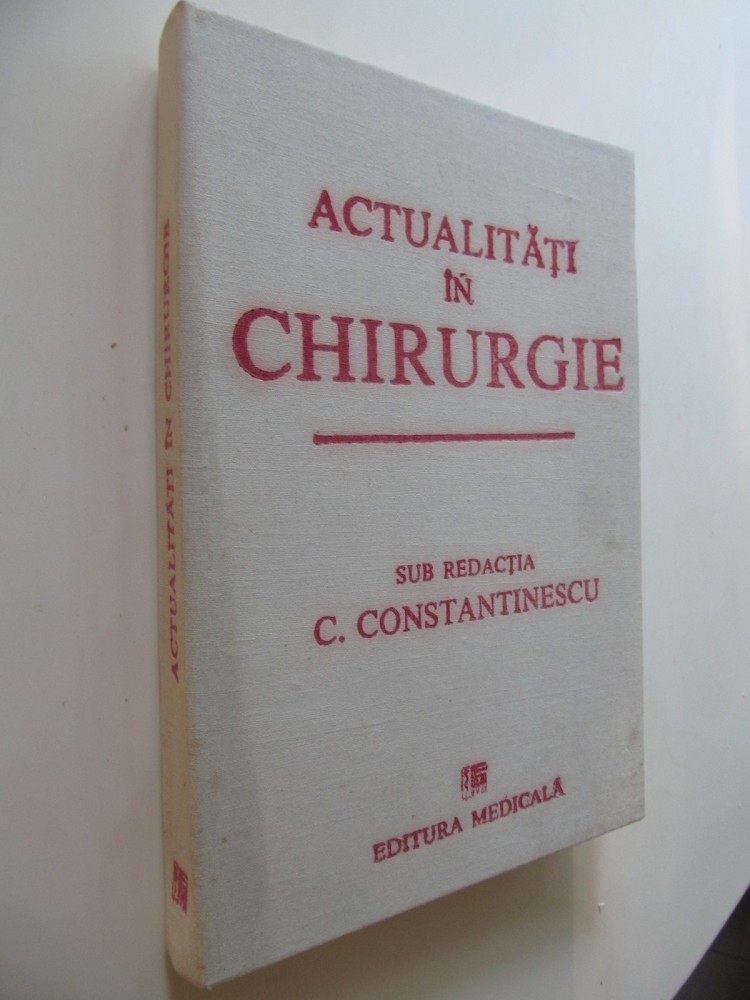 ACTUALITĂȚI
ÎN
CHIRURGIE
SUB REDACȚIA
C. CONSTANTINESCU
EDITURA MEDICALĂ
ACTUALITĂȚI ÎN CHIRURGIE